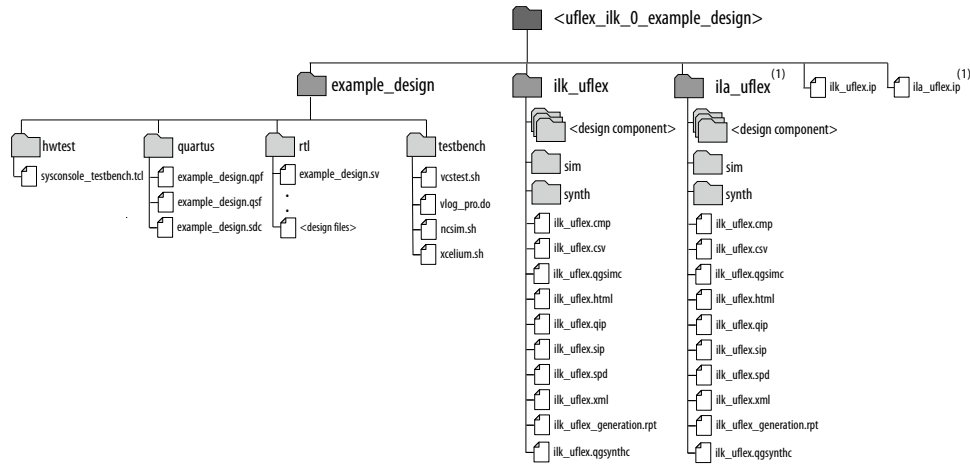 <uflex_ilk_0_example_design>
example_design
ilk_uflex
ila_uflex (1)
ilk_uflex.ip
ila_uflex.ip (1)
hwtest
sysconsole_testbench.tcl
quartus
example_design.qpf
example_design.qsf
example_design.sdc
rtl
example_design.sv
:
<design files>
testbench
vcstest.sh
vlog_pro.do
ncsim.sh
xcelium.sh
<design component>
sim
synth
ilk_uflex.cmp
ilk_uflex.csv
ilk_uflex.qgsimc
ilk_uflex.html
ilk_uflex.qip
ilk_uflex.sip
ilk_uflex.spd
ilk_uflex.xml
ilk_uflex_generation.rpt
ilk_uflex.qgsynthc
<design component>
sim
synth
ila_uflex.cmp
ilk_uflex.csv
ilk_uflex.qgsimc
ilk_uflex.html
ilk_uflex.qip
ilk_uflex.sip
ilk_uflex.spd
ilk_uflex.xml
ilk_uflex_generation.rpt
ilk_uflex.qgsynthc